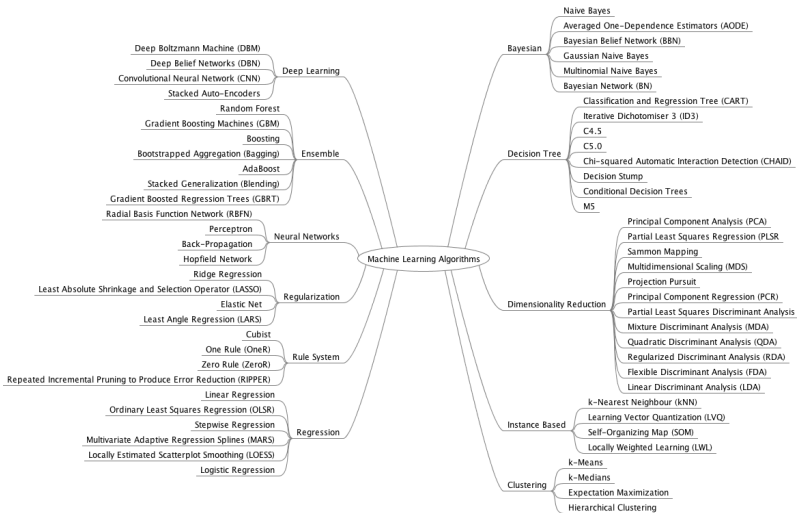 Machine Learning Algorithms
Deep Learning
Deep Boltzmann Machine (DBM)
Deep Belief Networks (DBN)
Convolutional Neural Network (CNN)
Stacked Auto-Encoders
Ensemble
Random Forest
Gradient Boosting Machines (GBM)
Boosting
Bootstrapped Aggregation (Bagging)
AdaBoost
Stacked Generalization (Blending)
Gradient Boosted Regression Trees (GBRT)
Neural Networks
Radial Basis Function Network (RBFN)
Perceptron
Back-Propagation
Hopfield Network
Regularization
Ridge Regression
Least Absolute Shrinkage and Selection Operator (LASSO)
Elastic Net
Least Angle Regression (LARS)
Rule System
Cubist
One Rule (OneR)
Zero Rule (ZeroR)
Repeated Incremental Pruning to Produce Error Reduction (RIPPER)
Regression
Linear Regression
Ordinary Least Squares Regression (OLSR)
Stepwise Regression
Multivariate Adaptive Regression Splines (MARS)
Locally Estimated Scatterplot Smoothing (LOESS)
Logistic Regression
Bayesian
Naive Bayes
Averaged One-Dependence Estimators (AODE)
Bayesian Belief Network (BBN)
Gaussian Naive Bayes
Multinomial Naive Bayes
Bayesian Network (BN)
Decision Tree
Classification and Regression Tree (CART)
Iterative Dichotomiser 3 (ID3)
C4.5
C5.0
Chi-squared Automatic Interaction Detection (CHAID)
Decision Stump
Conditional Decision Trees
M5
Dimensionality Reduction
Principal Component Analysis (PCA)
Partial Least Squares Regression (PLSR
Sammon Mapping
Multidimensional Scaling (MDS)
Projection Pursuit
Principal Component Regression (PCR)
Partial Least Squares Discriminant Analysis
Mixture Discriminant Analysis (MDA)
Quadratic Discriminant Analysis (QDA)
Regularized Discriminant Analysis (RDA)
Flexible Discriminant Analysis (FDA)
Linear Discriminant Analysis (LDA)
Instance Based
k-Nearest Neighbour (kNN)
Learning Vector Quantization (LVQ)
Self-Organizing Map (SOM)
Locally Weighted Learning (LWL)
Clustering
k-Means
k-Medians
Expectation Maximization
Hierarchical Clustering